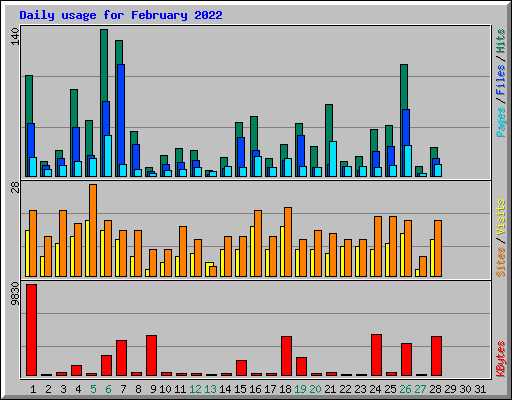 Daily usage for February 2022
140
Pages / Files / Hits
28
Sites / Visits
9830
KBytes
1 2 3 4 5 6 7 8 9 10 11 12 13 14 15 16 17 18 19 20 21 22 23 24 25 26 27 28 29 30 31